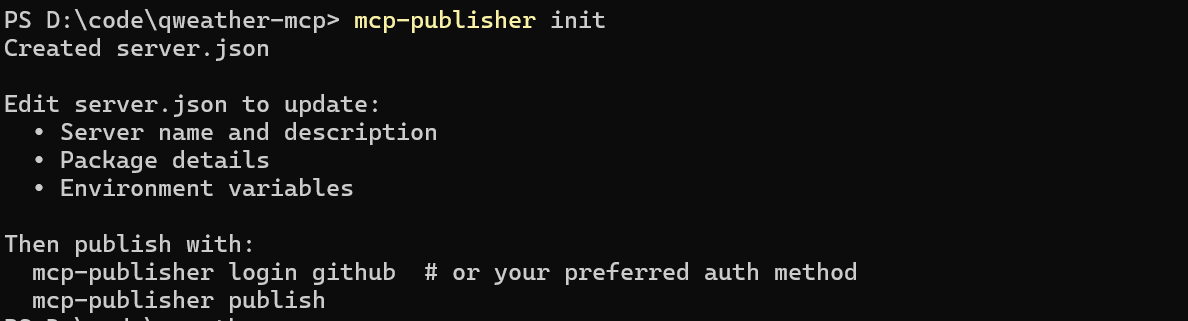 PS D:\code\qweather-mcp> mcp-publisher init
Created server.json
Edit server.json to update:
• Server name and description
• Package details
• Environment variables
Then publish with:
mcp-publisher login github  # or your preferred auth method
mcp-publisher publish